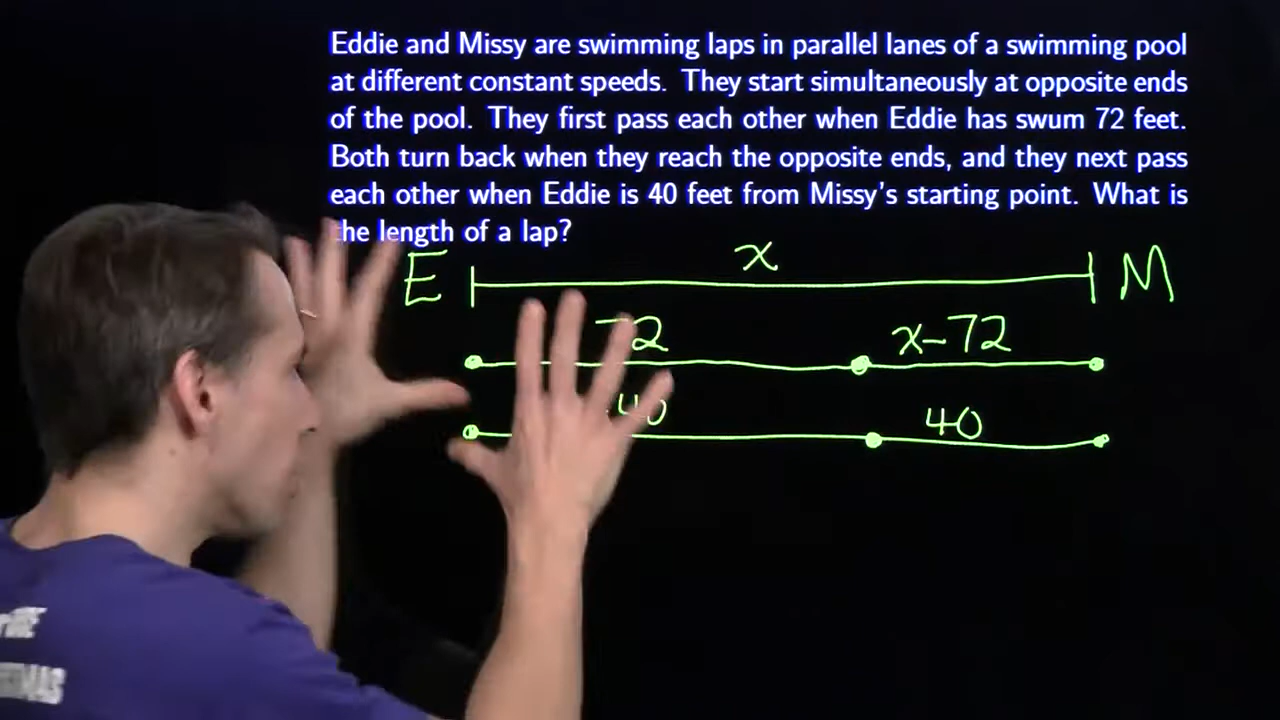 Eddie and Missy are swimming laps in parallel lanes of a swimming pool
at different constant speeds. They start simultaneously at opposite ends
of the pool. They first pass each other when Eddie has swum 72 feet.
Both turn back when they reach the opposite ends, and they next pass
each other when Eddie is 40 feet from Missy's starting point. What is
the length of a lap?
x
E M
72 x-72
40 40